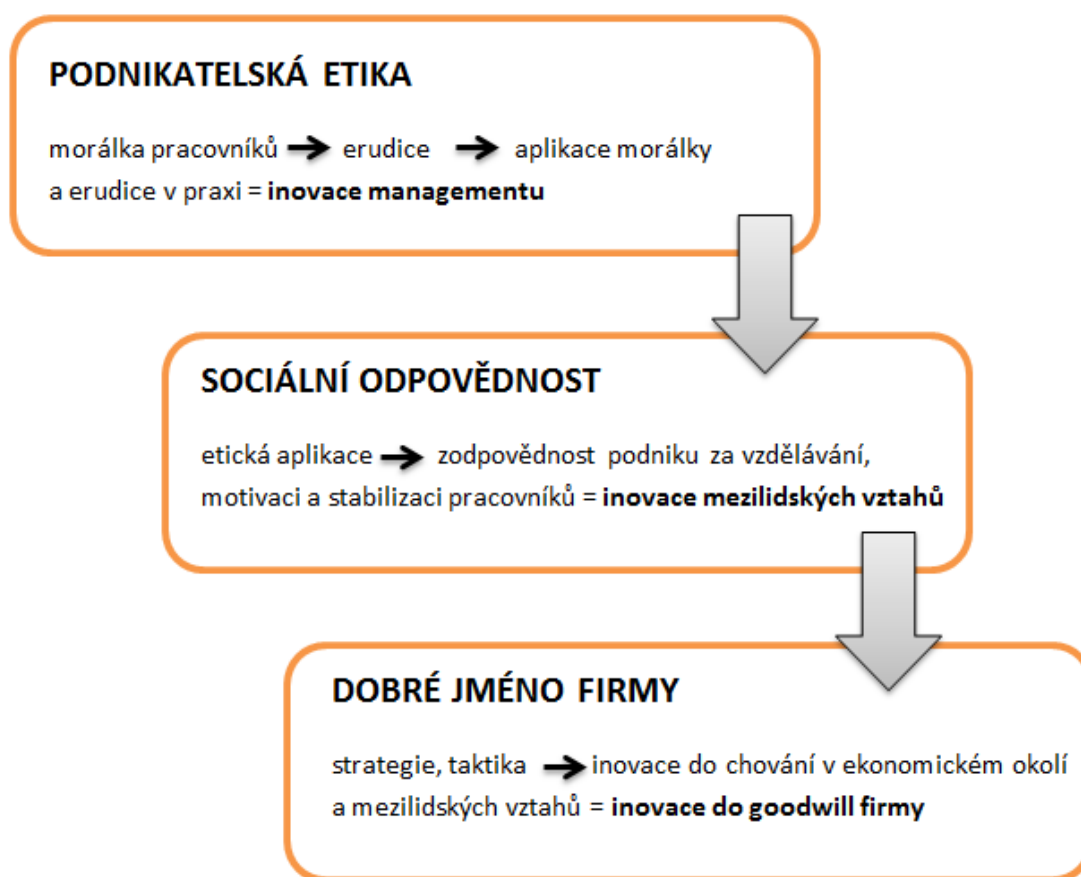 PODNIKATELSKÁ ETIKA
morálka pracovníků → erudice → aplikace morálky
a erudice v praxi = inovace managementu
SOCIÁLNÍ ODPOVĚDNOST
etická aplikace → zodpovědnost podniku za vzdělávání,
motivaci a stabilizaci pracovníků = inovace mezilidských vztahů
DOBRÉ JMÉNO FIRMY
strategie, taktika → inovace do chování v ekonomickém okolí
a mezilidských vztahů = inovace do goodwill firmy